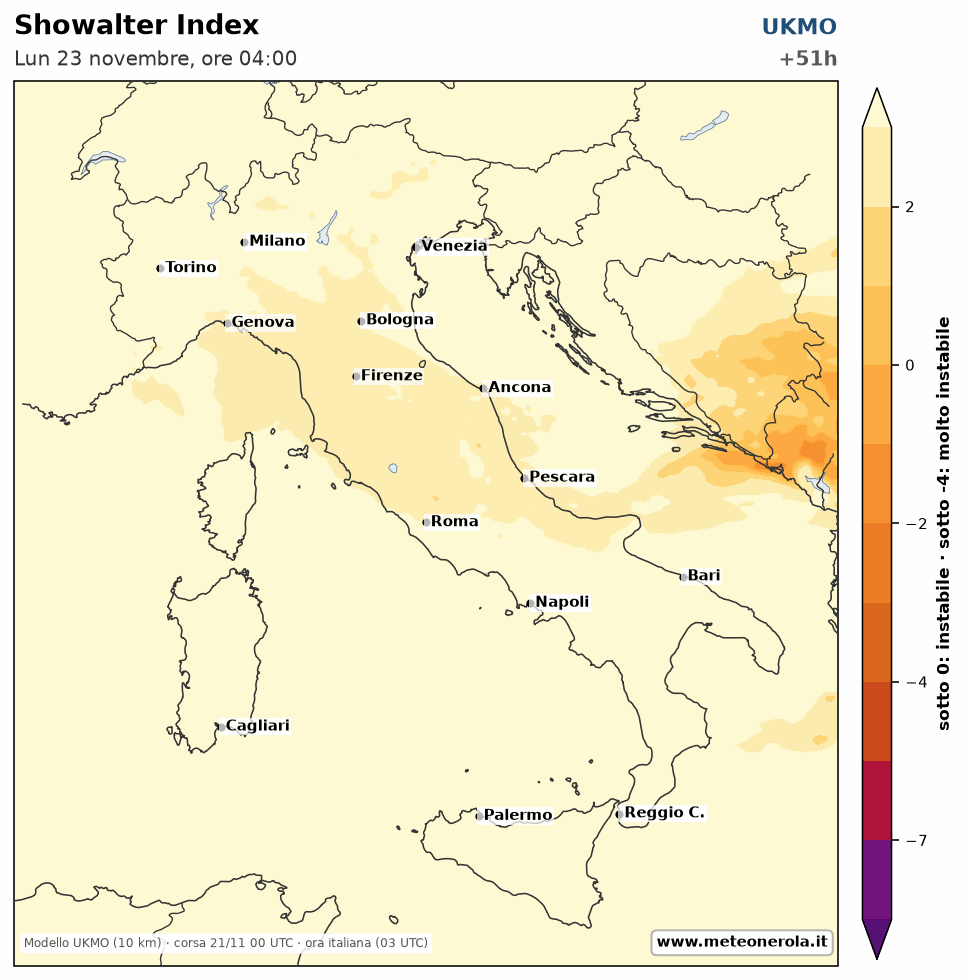 Showalter Index
UKMO
Lun 23 novembre, ore 04:00
+51h
Milano
Venezia
Torino
Genova
Bologna
Firenze
Ancona
Pescara
Roma
Bari
Napoli
Cagliari
Palermo
Reggio C.
2
0
−2
−4
−7
sotto 0: instabile · sotto -4: molto instabile
Modello UKMO (10 km) · corsa 21/11 00 UTC · ora italiana (03 UTC)
www.meteonerola.it